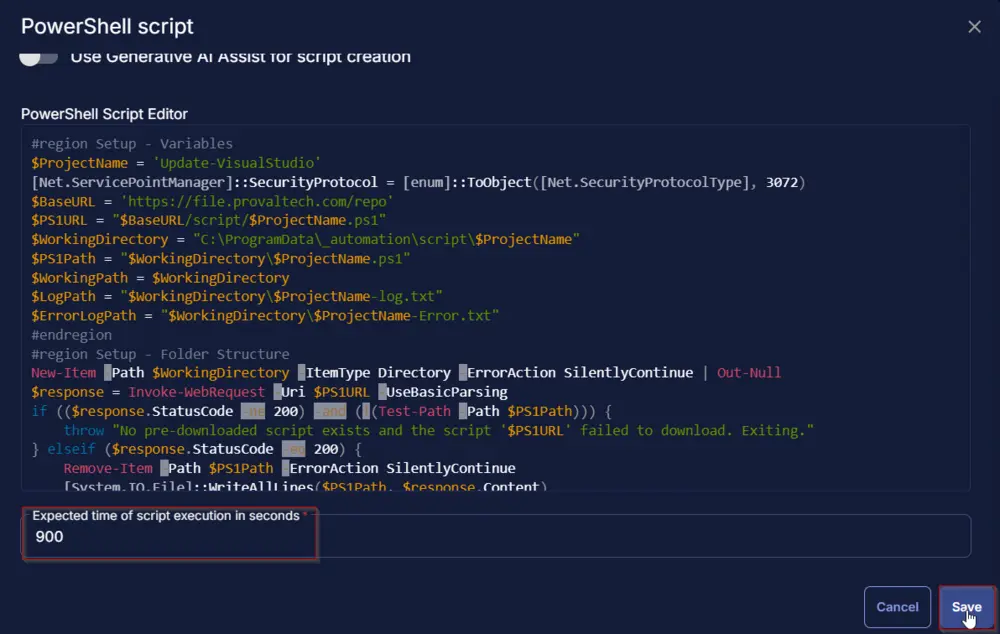 PowerShell script
Use Generative AI Assist for script creation
PowerShell Script Editor
#region Setup - Variables
$ProjectName = 'Update-VisualStudio'
[Net.ServicePointManager]::SecurityProtocol = [enum]::ToObject([Net.SecurityProtocolType], 3072)
$BaseURL = 'https://file.provaltech.com/repo'
$PS1URL = "$BaseURL/script/$ProjectName.ps1"
$WorkingDirectory = "C:\ProgramData\_automation\script\$ProjectName"
$PS1Path = "$WorkingDirectory\$ProjectName.ps1"
$WorkingPath = $WorkingDirectory
$LogPath = "$WorkingDirectory\$ProjectName-log.txt"
$ErrorLogPath = "$WorkingDirectory\$ProjectName-Error.txt"
#endregion
#region Setup - Folder Structure
New-Item -Path $WorkingDirectory -ItemType Directory -ErrorAction SilentlyContinue | Out-Null
$response = Invoke-WebRequest -Uri $PS1URL -UseBasicParsing
if (($response.StatusCode -ne 200) -and (!(Test-Path -Path $PS1Path))) {
throw "No pre-downloaded script exists and the script '$PS1URL' failed to download. Exiting."
} elseif ($response.StatusCode -eq 200) {
Remove-Item -Path $PS1Path -ErrorAction SilentlyContinue
[System.IO.File]::WriteAllLines($PS1Path, $response.Content)
Expected time of script execution in seconds *
900
Cancel
Save